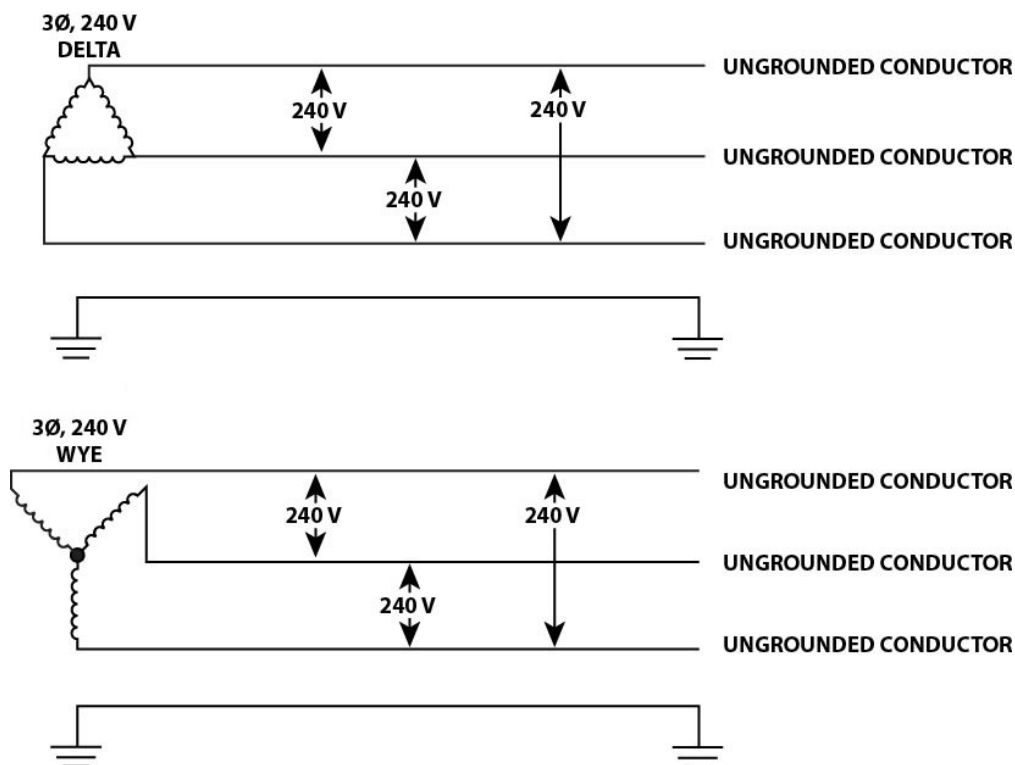 3Ø, 240 V
DELTA
UNGROUNDED CONDUCTOR
240 V
240 V
UNGROUNDED CONDUCTOR
240 V
UNGROUNDED CONDUCTOR
3Ø, 240 V
WYE
UNGROUNDED CONDUCTOR
240 V
240 V
UNGROUNDED CONDUCTOR
240 V
UNGROUNDED CONDUCTOR